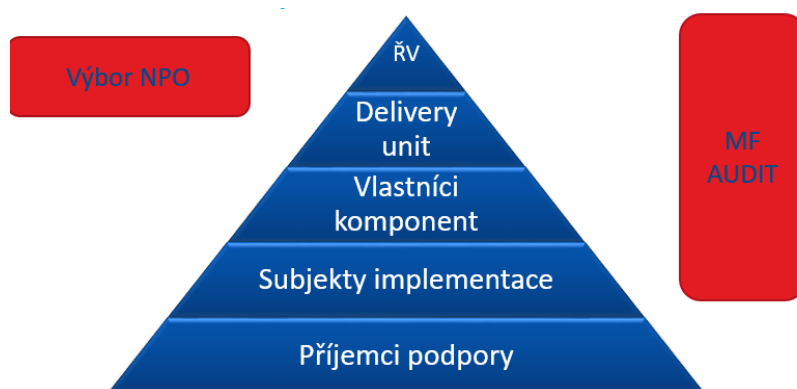 Výbor NPO
ŘV
Delivery
unit
Vlastníci
komponent
Subjekty implementace
Příjemci podpory
MF
AUDIT